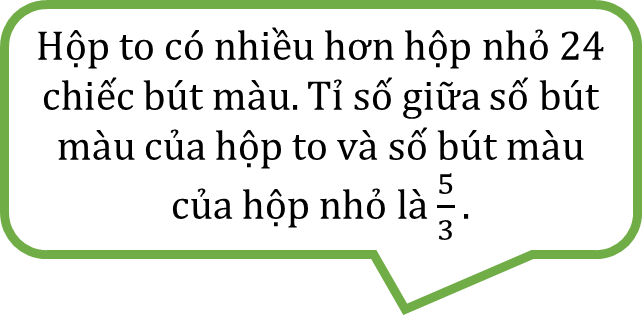 Hộp to có nhiều hơn hộp nhỏ 24
chiếc bút màu. Tỉ số giữa số bút
màu của hộp to và số bút màu
của hộp nhỏ là 5/3.